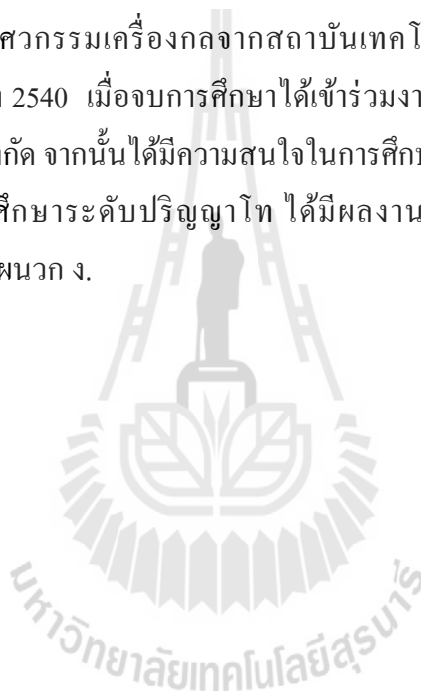 ศวกรรมเครื่องกลจากสถาบันเทคโ
2540 เมื่อจบการศึกษาได้เข้าร่วมงา
กัด จากนั้นได้มีความสนใจในการศึก
ศึกษาระดับปริญญาโท ได้มีผลงาน
ผนวก ง.
มหาวิทยาลัยเทคโนโลยีสุรนารี